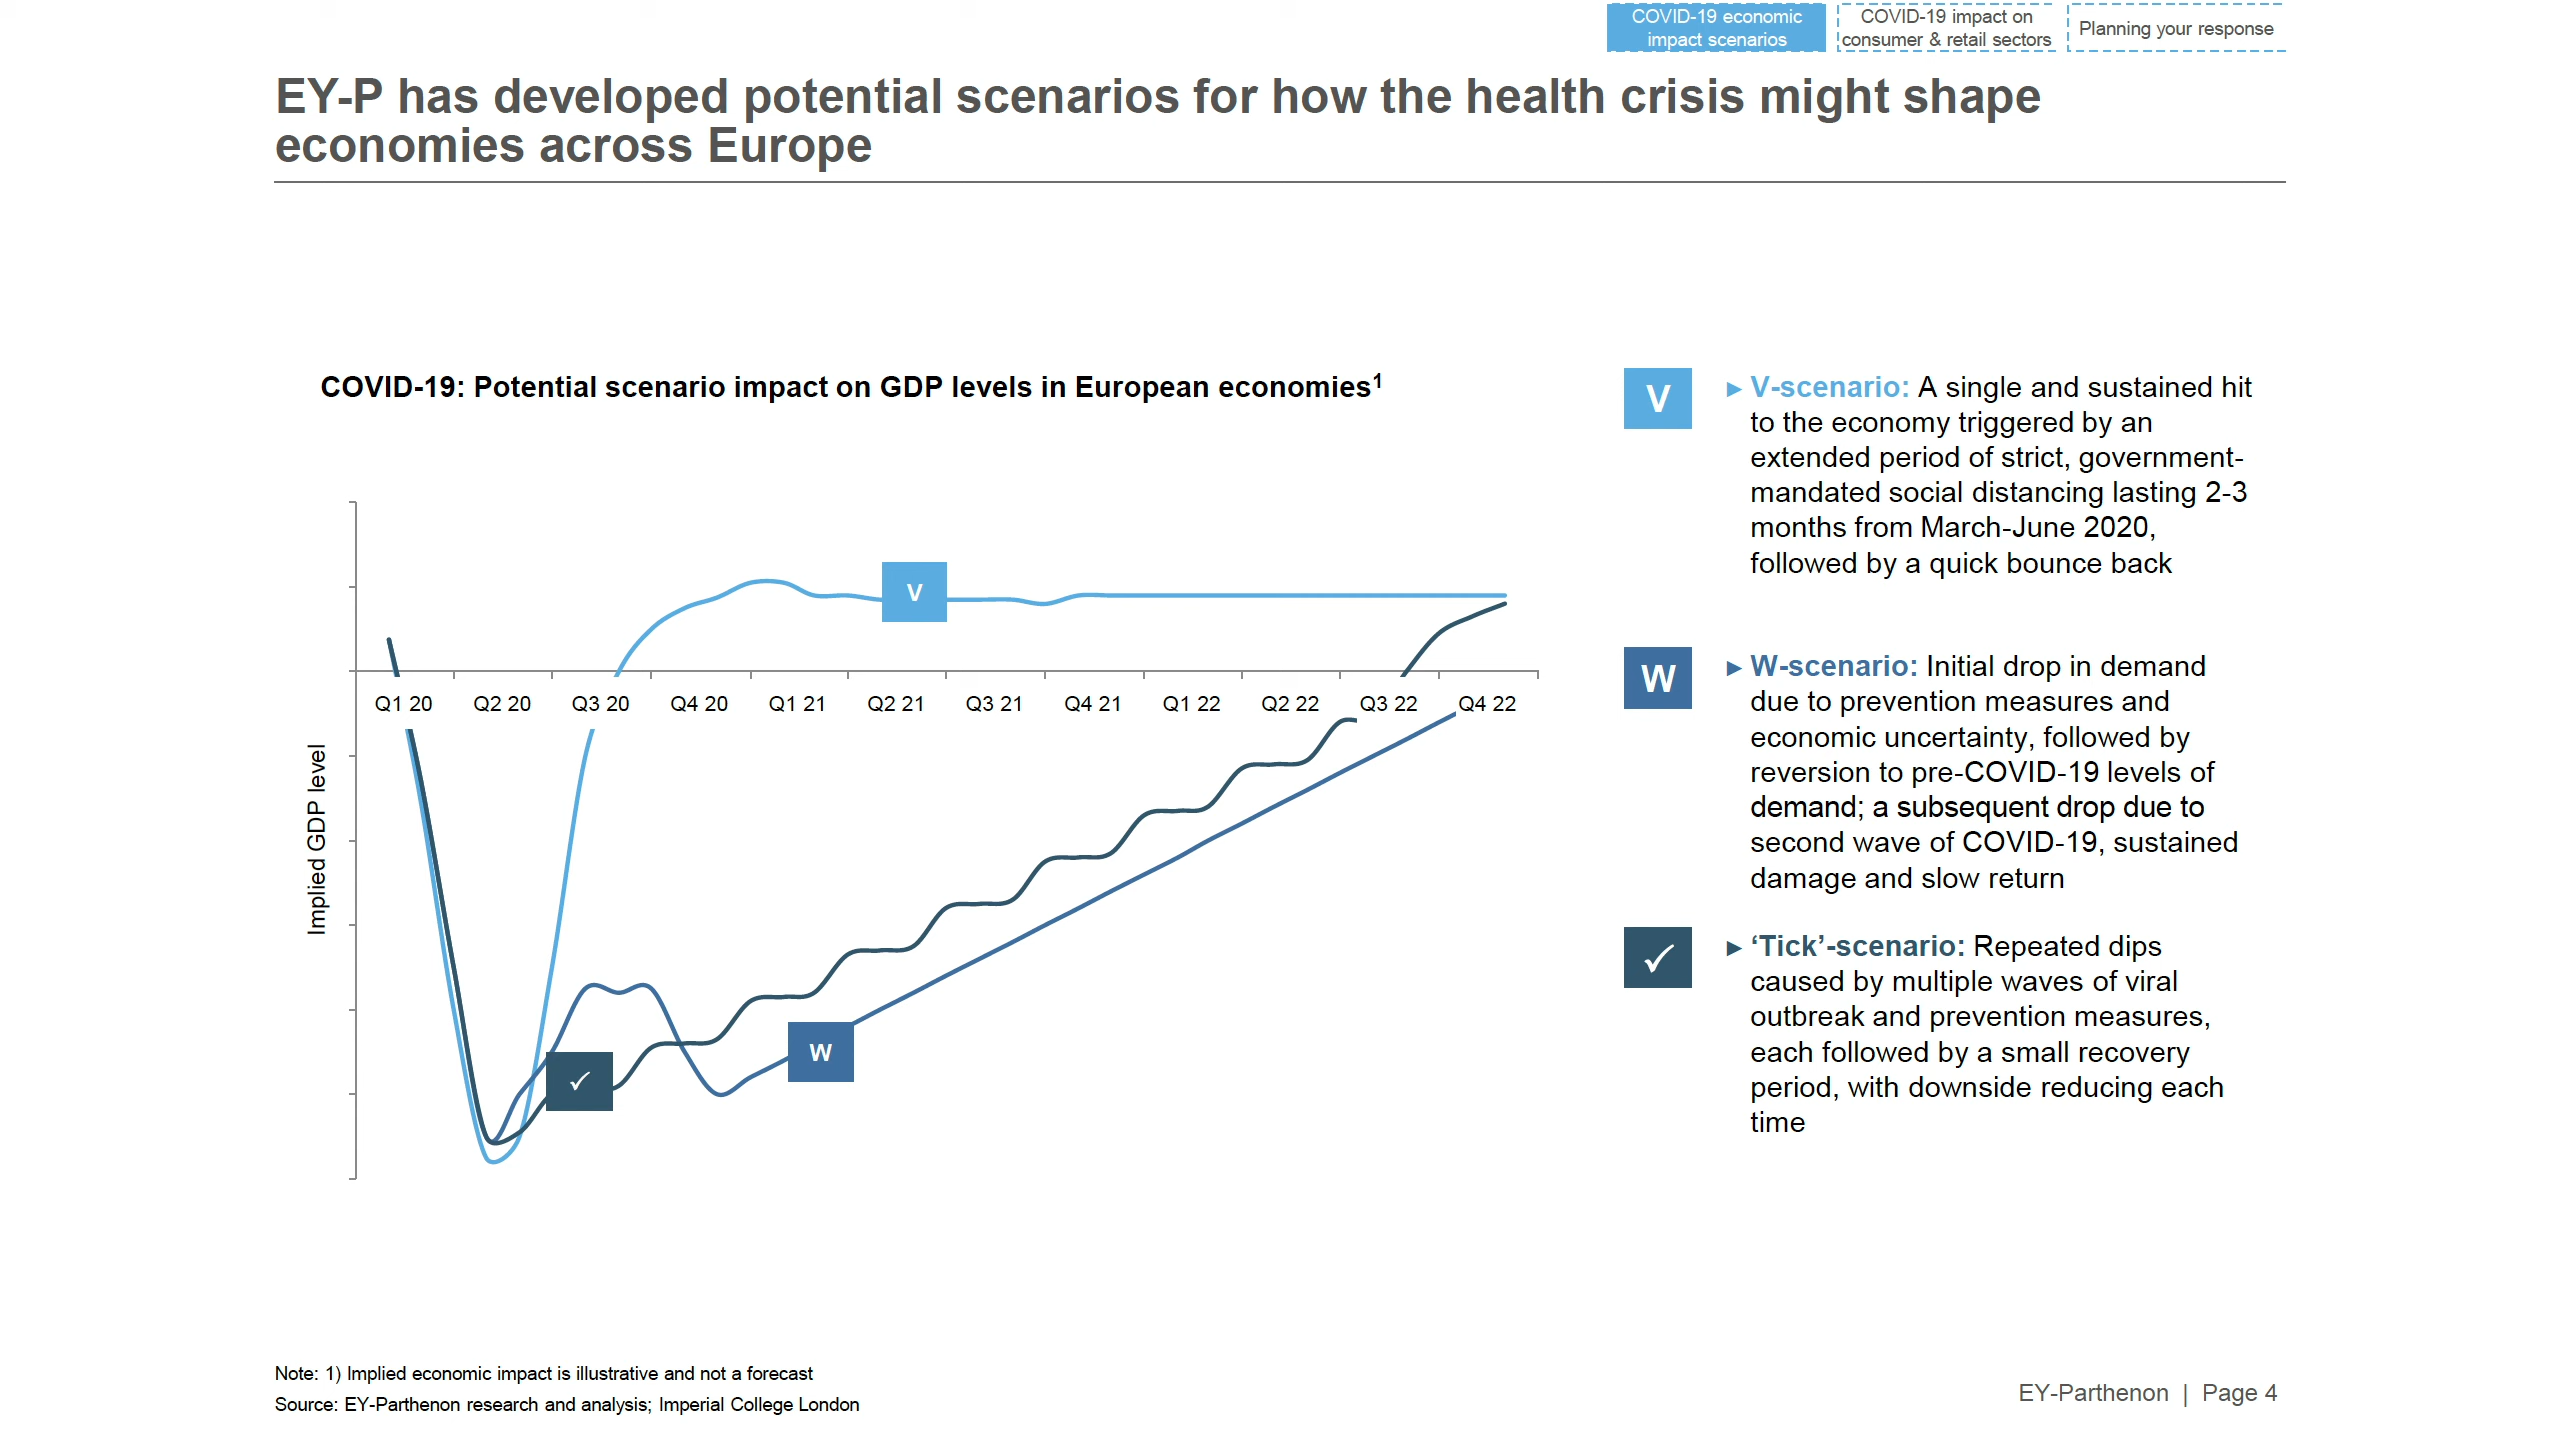 COVID-19 economic
impact scenarios
COVID-19 impact on
consumer & retail sectors
Planning your response
EY-P has developed potential scenarios for how the health crisis might shape
economies across Europe
COVID-19: Potential scenario impact on GDP levels in European economies1
Implied GDP level
V
Q1 20 Q2 20 Q3 20 Q4 20 Q1 21 Q2 21 Q3 21 Q4 21 Q1 22 Q2 22 Q3 22 Q4 22
W
✓
V
► V-scenario: A single and sustained hit
to the economy triggered by an
extended period of strict, government-
mandated social distancing lasting 2-3
months from March-June 2020,
followed by a quick bounce back
W
► W-scenario: Initial drop in demand
due to prevention measures and
economic uncertainty, followed by
reversion to pre-COVID-19 levels of
demand; a subsequent drop due to
second wave of COVID-19, sustained
damage and slow return
✓
► ‘Tick’-scenario: Repeated dips
caused by multiple waves of viral
outbreak and prevention measures,
each followed by a small recovery
period, with downside reducing each
time
Note: 1) Implied economic impact is illustrative and not a forecast
Source: EY-Parthenon research and analysis; Imperial College London
EY-Parthenon | Page 4